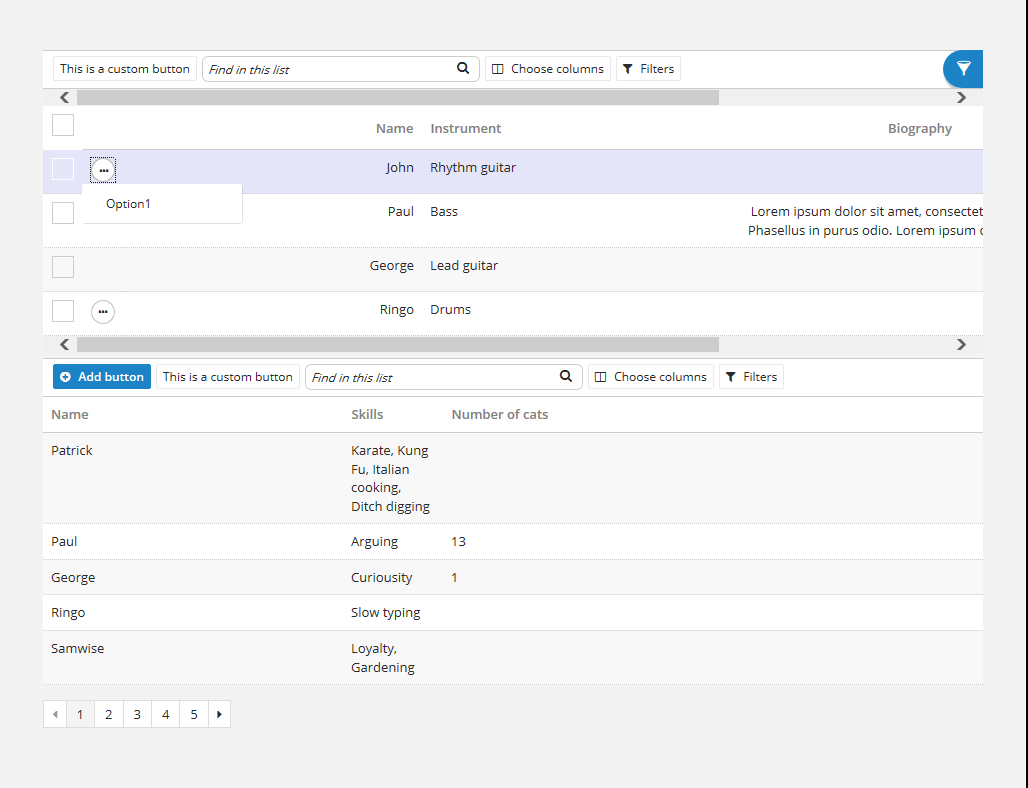 This is a custom button Find in this list Choose columns Filters
Name Instrument Biography
John Rhythm guitar
Option1
Paul Bass Lorem ipsum dolor sit amet, consectet
Phasellus in purus odio. Lorem ipsum
George Lead guitar
Ringo Drums
Add button This is a custom button Find in this list Choose columns Filters
Name Skills Number of cats
Patrick Karate, Kung
Fu, Italian
cooking,
Ditch digging
Paul Arguing 13
George Curiousity 1
Ringo Slow typing
Samwise Loyalty,
Gardening
1 2 3 4 5